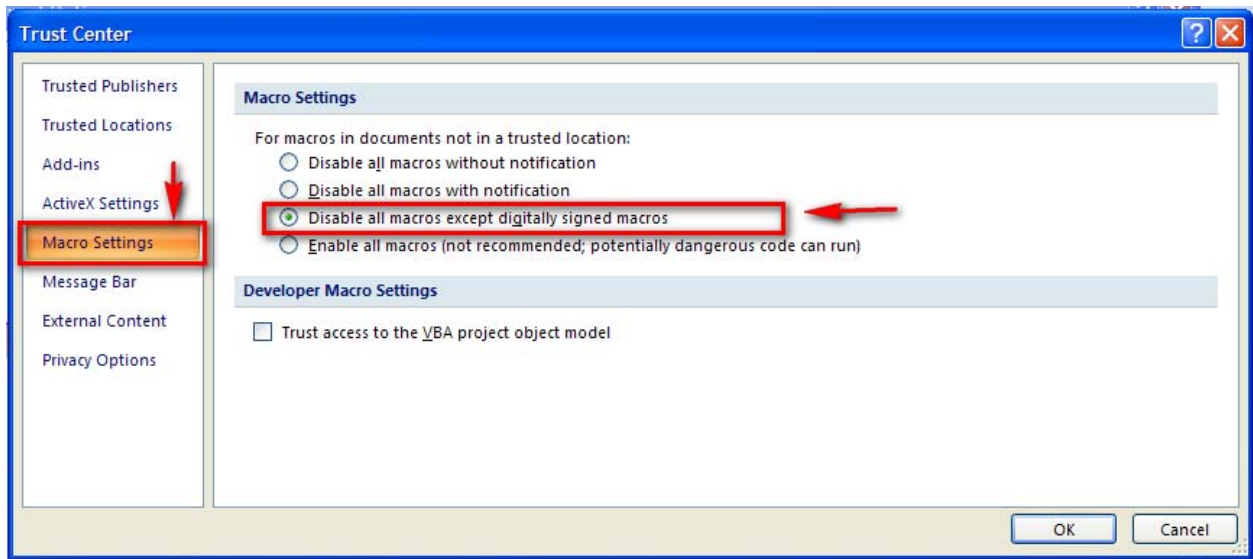 Trust Center
Trusted Publishers
Trusted Locations
Add-ins
ActiveX Settings
Macro Settings
Message Bar
External Content
Privacy Options
Macro Settings
For macros in documents not in a trusted location:
Disable all macros without notification
Disable all macros with notification
Disable all macros except digitally signed macros
Enable all macros (not recommended; potentially dangerous code can run)
Developer Macro Settings
Trust access to the VBA project object model
OK Cancel